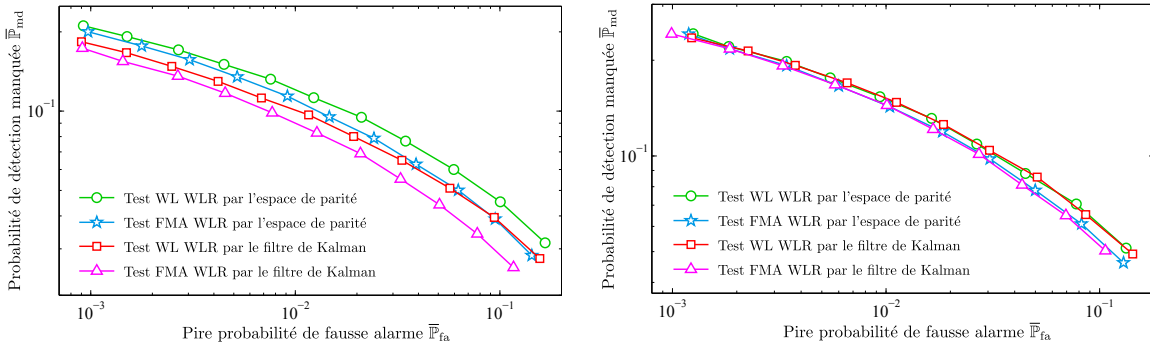 Probabilité de détection manquée ℙ̅md
10⁻¹
Test WL WLR par l'espace de parité
Test FMA WLR par l'espace de parité
Test WL WLR par le filtre de Kalman
Test FMA WLR par le filtre de Kalman
10⁻³ 10⁻² 10⁻¹
Pire probabilité de fausse alarme ℙ̅fa
Probabilité de détection manquée ℙ̅md
10⁻¹
Test WL WLR par l'espace de parité
Test FMA WLR par l'espace de parité
Test WL WLR par le filtre de Kalman
Test FMA WLR par le filtre de Kalman
10⁻³ 10⁻² 10⁻¹
Pire probabilité de fausse alarme ℙ̅fa